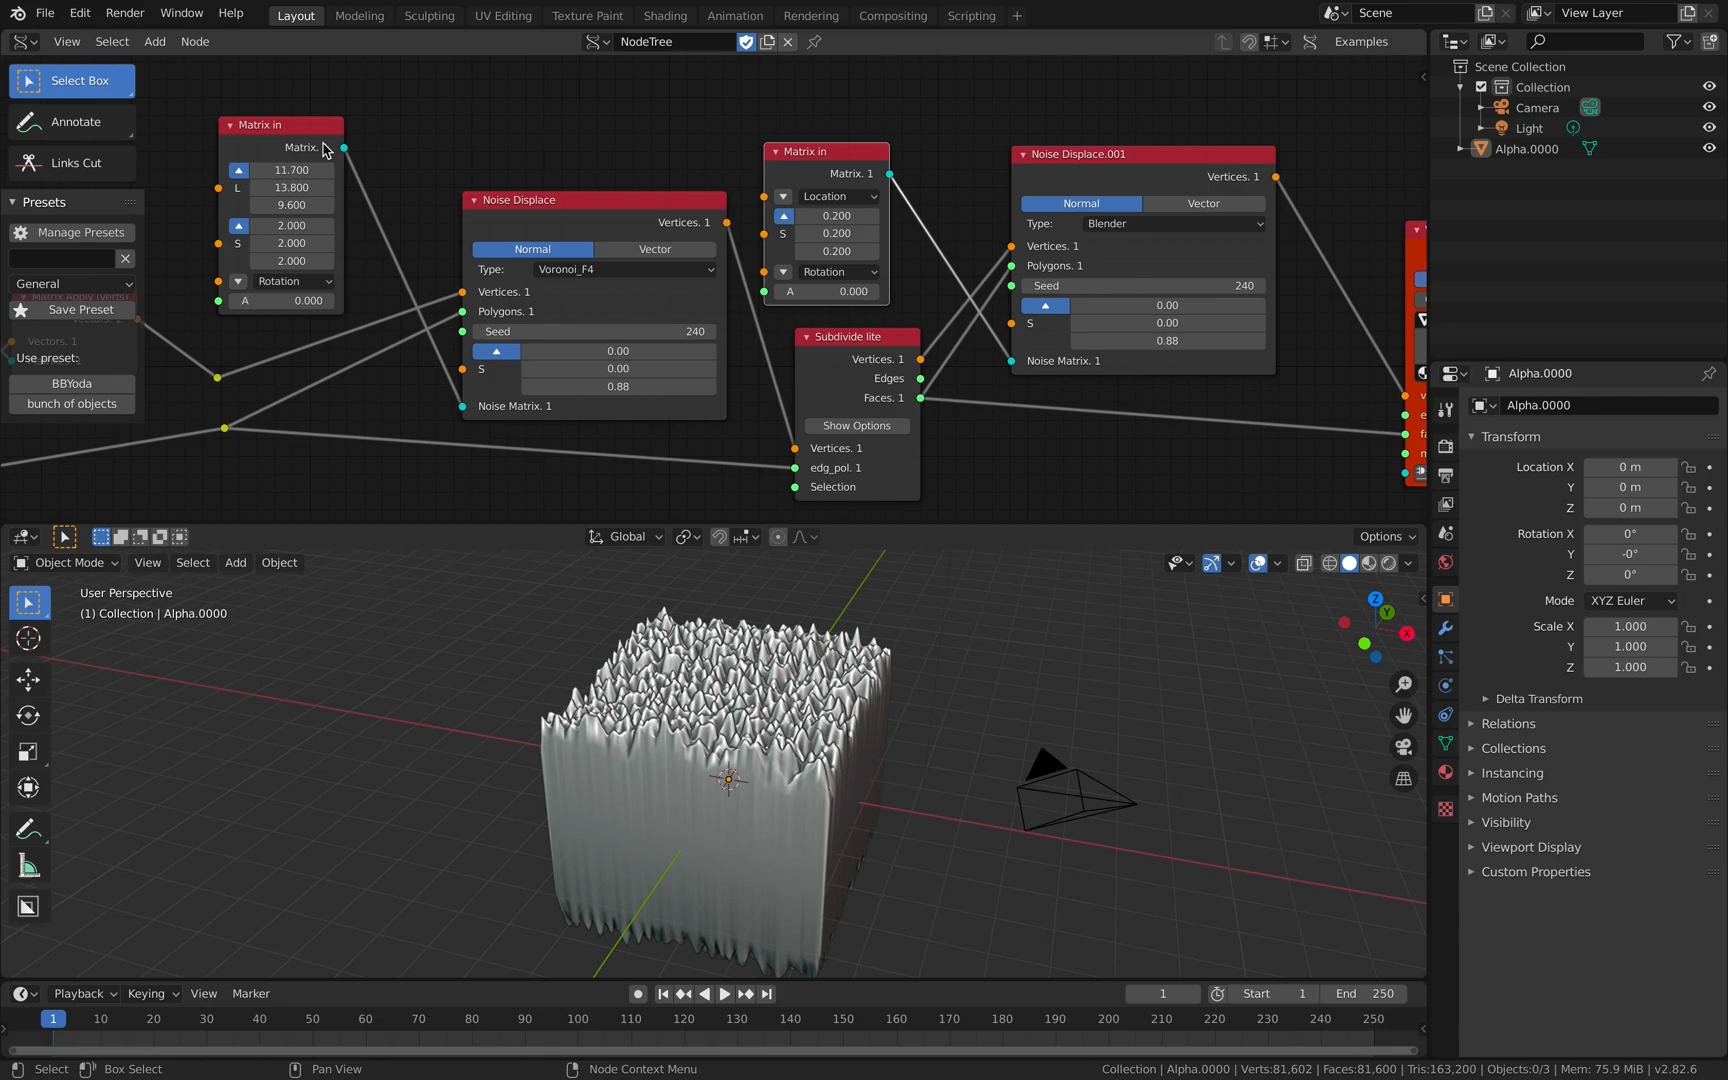 File Edit Render Window Help Layout Modeling Sculpting UV Editing Texture Paint Shading Animation Rendering Compositing Scripting + Scene View Layer
View Select Add Node NodeTree Examples
Select Box
Annotate
Links Cut
Presets
Manage Presets
General
Save Preset
Use preset:
BBYoda
bunch of objects
Matrix in
Matrix.
11.700
L 13.800
9.600
2.000
S 2.000
2.000
Rotation
A 0.000
Noise Displace
Vertices. 1
Normal Vector
Type: Voronoi_F4
Vertices. 1
Polygons. 1
Seed 240
0.00
S 0.00
0.88
Noise Matrix. 1
Matrix in
Matrix. 1
Location
0.200
S 0.200
0.200
Rotation
A 0.000
Subdivide lite
Vertices. 1
Edges
Faces. 1
Show Options
Vertices. 1
edg_pol. 1
Selection
Noise Displace.001
Vertices. 1
Normal Vector
Type: Blender
Vertices. 1
Polygons. 1
Seed 240
0.00
S 0.00
0.88
Noise Matrix. 1
Scene Collection
Collection
Camera
Light
Alpha.0000
Alpha.0000
Alpha.0000
Transform
Location X 0 m
Y 0 m
Z 0 m
Rotation X 0°
Y -0°
Z 0°
Mode XYZ Euler
Scale X 1.000
Y 1.000
Z 1.000
Delta Transform
Relations
Collections
Instancing
Motion Paths
Visibility
Viewport Display
Custom Properties
Global Options
Object Mode View Select Add Object
User Perspective
(1) Collection | Alpha.0000
Z
Y
X
Playback Keying View Marker 1 Start 1 End 250
1 10 20 30 40 50 60 70 80 90 100 110 120 130 140 150 160 170 180 190 200 210 220 230 240 250
Select Box Select Pan View Node Context Menu Collection | Alpha.0000 | Verts:81,602 | Faces:81,600 | Tris:163,200 | Objects:0/3 | Mem: 75.9 MiB | v2.82.6